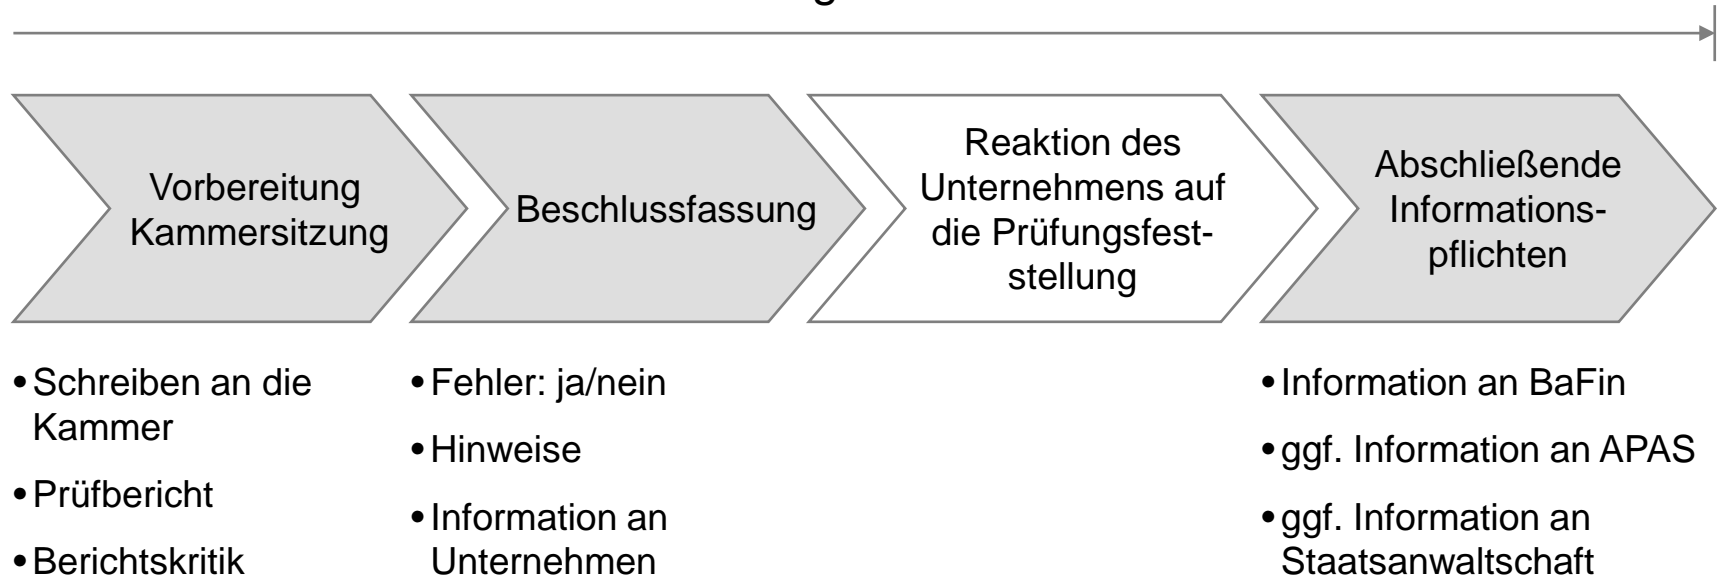 Vorbereitung
Kammersitzung
Beschlussfassung
Reaktion des
Unternehmens auf
die Prüfungsfest-
stellung
Abschließende
Informations-
pflichten
•Schreiben an die
Kammer
•Prüfbericht
•Berichtskritik
•Fehler: ja/nein
•Hinweise
•Information an
Unternehmen
•Information an BaFin
•ggf. Information an APAS
•ggf. Information an
Staatsanwaltschaft